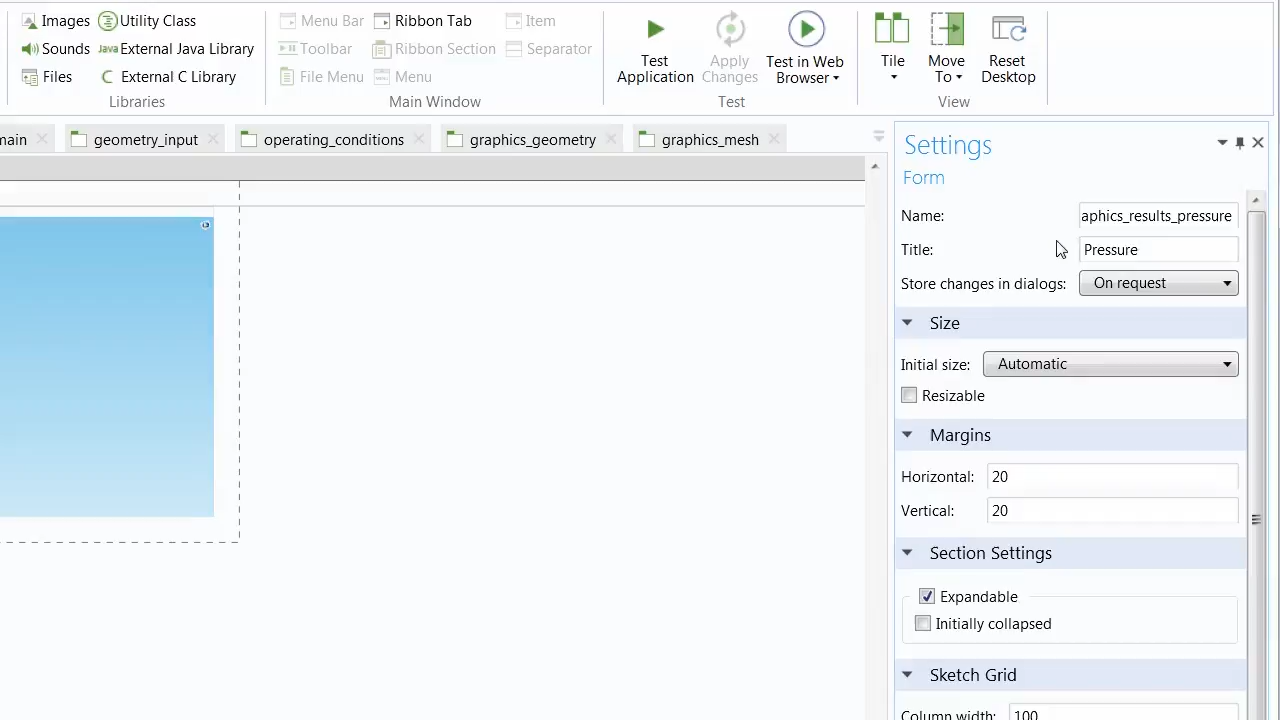 Images Utility Class Menu Bar Ribbon Tab Item
Sounds Java External Java Library Toolbar Ribbon Section Separator
Files C External C Library File Menu Menu
Test Application
Apply Changes
Test in Web Browser
Tile
Move To
Reset Desktop
Libraries Main Window Test View
main geometry_input operating_conditions graphics_geometry graphics_mesh
Settings
Form
Name: aphics_results_pressure
Title: Pressure
Store changes in dialogs: On request
Size
Initial size: Automatic
Resizable
Margins
Horizontal: 20
Vertical: 20
Section Settings
Expandable
Initially collapsed
Sketch Grid
Column width: 100